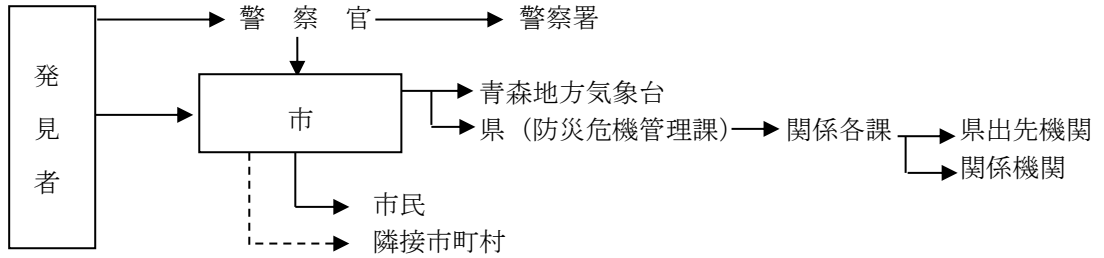 発見者
警察官
警察署
市
青森地方気象台
県（防災危機管理課）
関係各課
県出先機関
関係機関
市民
隣接市町村